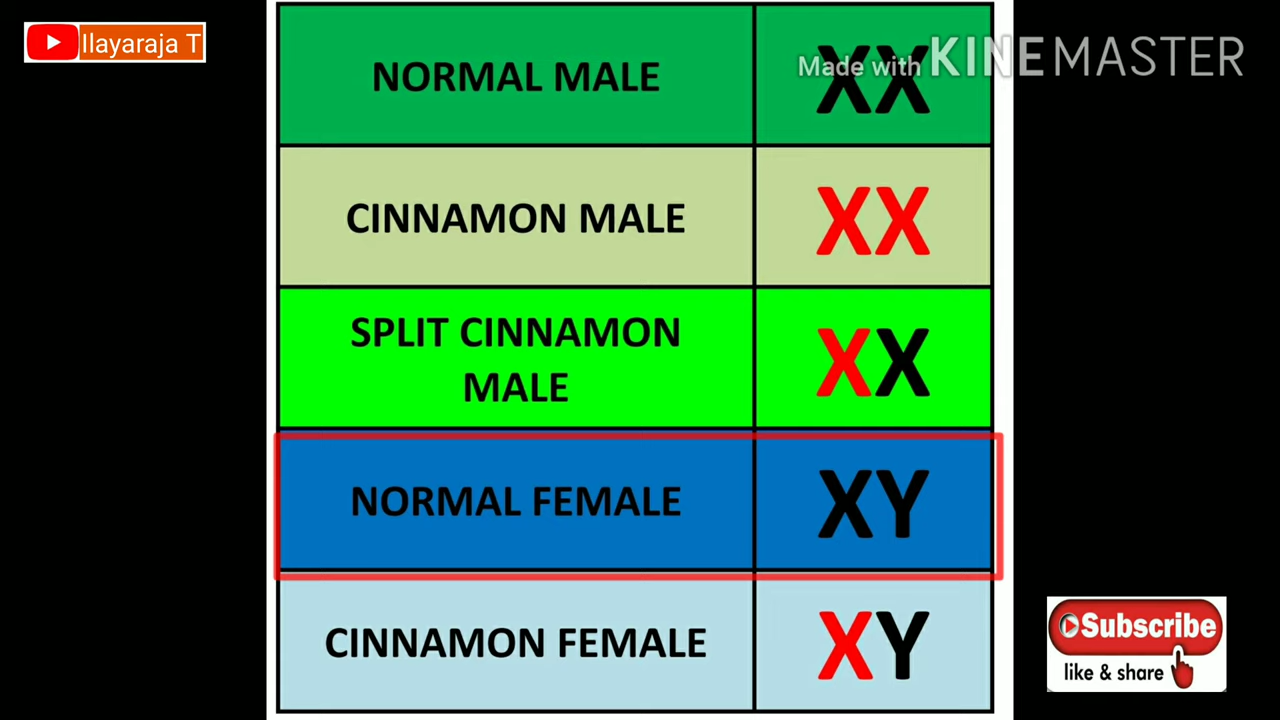 Ilayaraja T
NORMAL MALE
XX
Made with KINEMASTER
CINNAMON MALE
XX
SPLIT CINNAMON
MALE
XX
NORMAL FEMALE
XY
CINNAMON FEMALE
XY
Subscribe
like & share